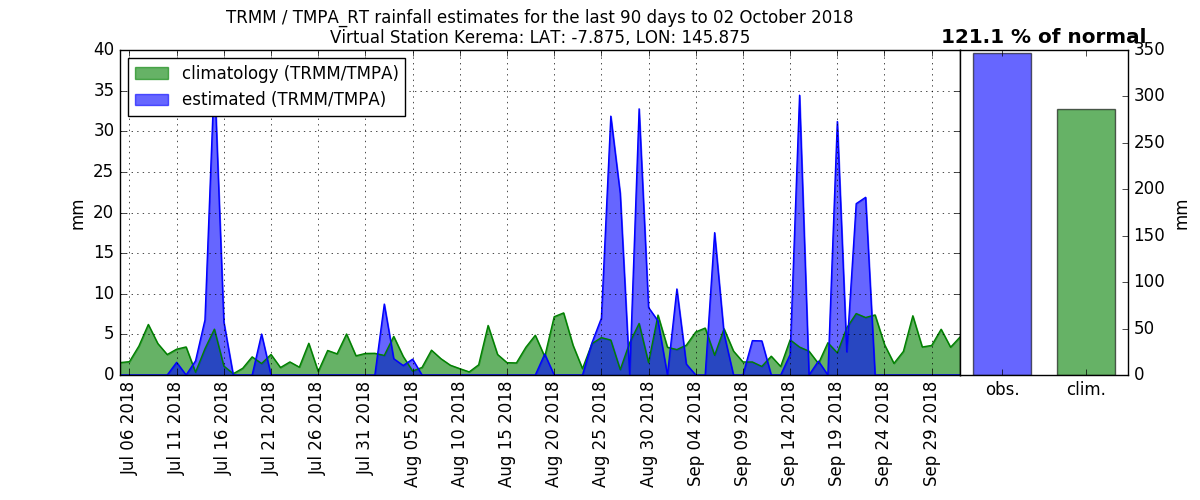 TRMM / TMPA_RT rainfall estimates for the last 90 days to 02 October 2018
Virtual Station Kerema: LAT: -7.875, LON: 145.875
121.1 % of normal
climatology (TRMM/TMPA)
estimated (TRMM/TMPA)
mm
40
35
30
25
20
15
10
5
0
Jul 06 2018
Jul 11 2018
Jul 16 2018
Jul 21 2018
Jul 26 2018
Jul 31 2018
Aug 05 2018
Aug 10 2018
Aug 15 2018
Aug 20 2018
Aug 25 2018
Aug 30 2018
Sep 04 2018
Sep 09 2018
Sep 14 2018
Sep 19 2018
Sep 24 2018
Sep 29 2018
350
300
250
200
150
100
50
0
mm
obs.
clim.